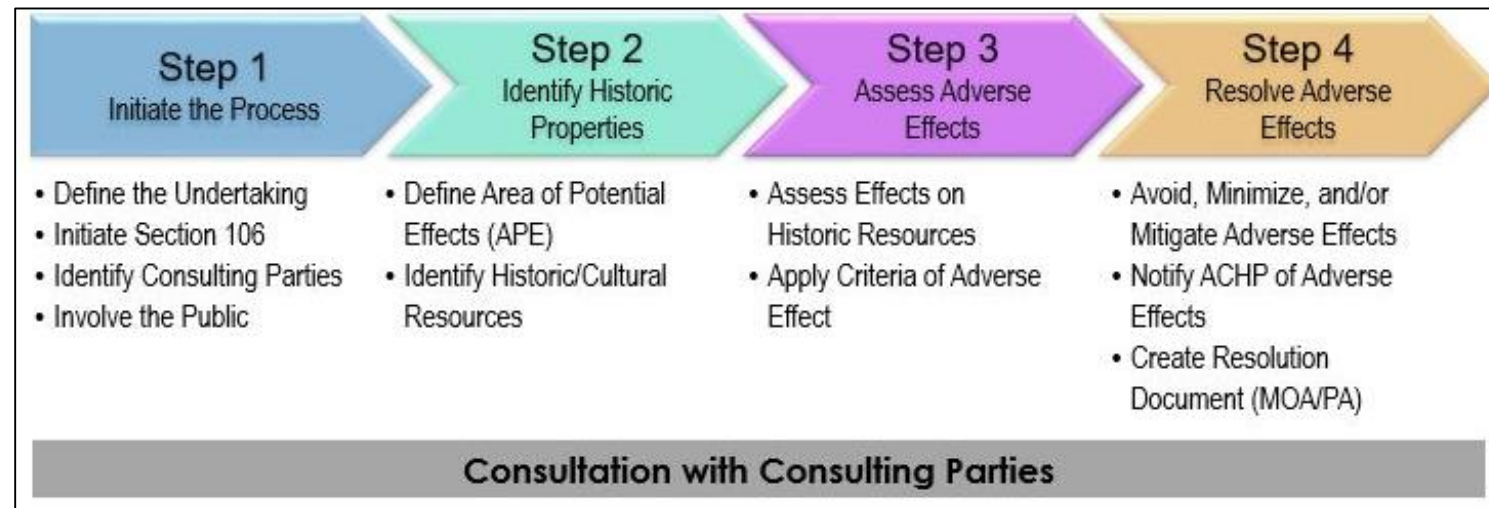 Step 1
Initiate the Process
Step 2
Identify Historic
Properties
Step 3
Assess Adverse
Effects
Step 4
Resolve Adverse
Effects
• Define the Undertaking
• Initiate Section 106
• Identify Consulting Parties
• Involve the Public
• Define Area of Potential
Effects (APE)
• Identify Historic/Cultural
Resources
• Assess Effects on
Historic Resources
• Apply Criteria of Adverse
Effect
• Avoid, Minimize, and/or
Mitigate Adverse Effects
• Notify ACHP of Adverse
Effects
• Create Resolution
Document (MOA/PA)
Consultation with Consulting Parties